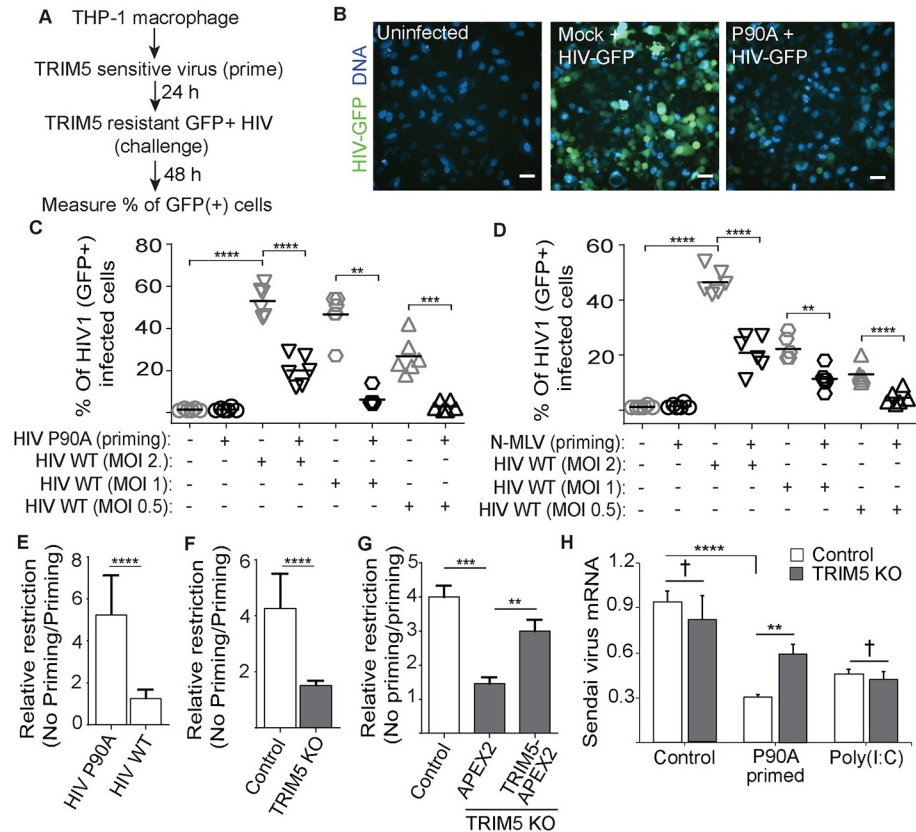 A
THP-1 macrophage
TRIM5 sensitive virus (prime)
24 h
TRIM5 resistant GFP+ HIV
(challenge)
48 h
Measure % of GFP(+) cells
B
HIV-GFP DNA
Uninfected
Mock +
HIV-GFP
P90A +
HIV-GFP
C
% Of HIV1 (GFP+)
infected cells
80
60
40
20
****
****
**
***
HIV P90A (priming): - + - + - + - +
HIV WT (MOI 2.): - - + + - - - -
HIV WT (MOI 1): - - - - + + - -
HIV WT (MOI 0.5): - - - - - - + +
D
% Of HIV1 (GFP+)
infected cells
60
40
20
****
****
**
****
N-MLV (priming): - + - + - + - +
HIV WT (MOI 2) : - - + + - - - -
HIV WT (MOI 1) : - - - - + + - -
HIV WT (MOI 0.5): - - - - - - + +
E
Relative restriction
(No Priming/Priming)
8
6
4
2
0
****
HIV P90A
HIV WT
F
Relative restriction
(No Priming/Priming)
6
4
2
****
Control
TRIM5 KO
G
Relative restriction
(No priming/priming)
5
4
3
2
1
0
***
**
Control
APEX2
TRIM5-
APEX2
TRIM5 KO
H
Sendai virus mRNA
1.2
0.9
0.6
0.3
****
†
**
†
Control
TRIM5 KO
Control
P90A
primed
Poly(I:C)